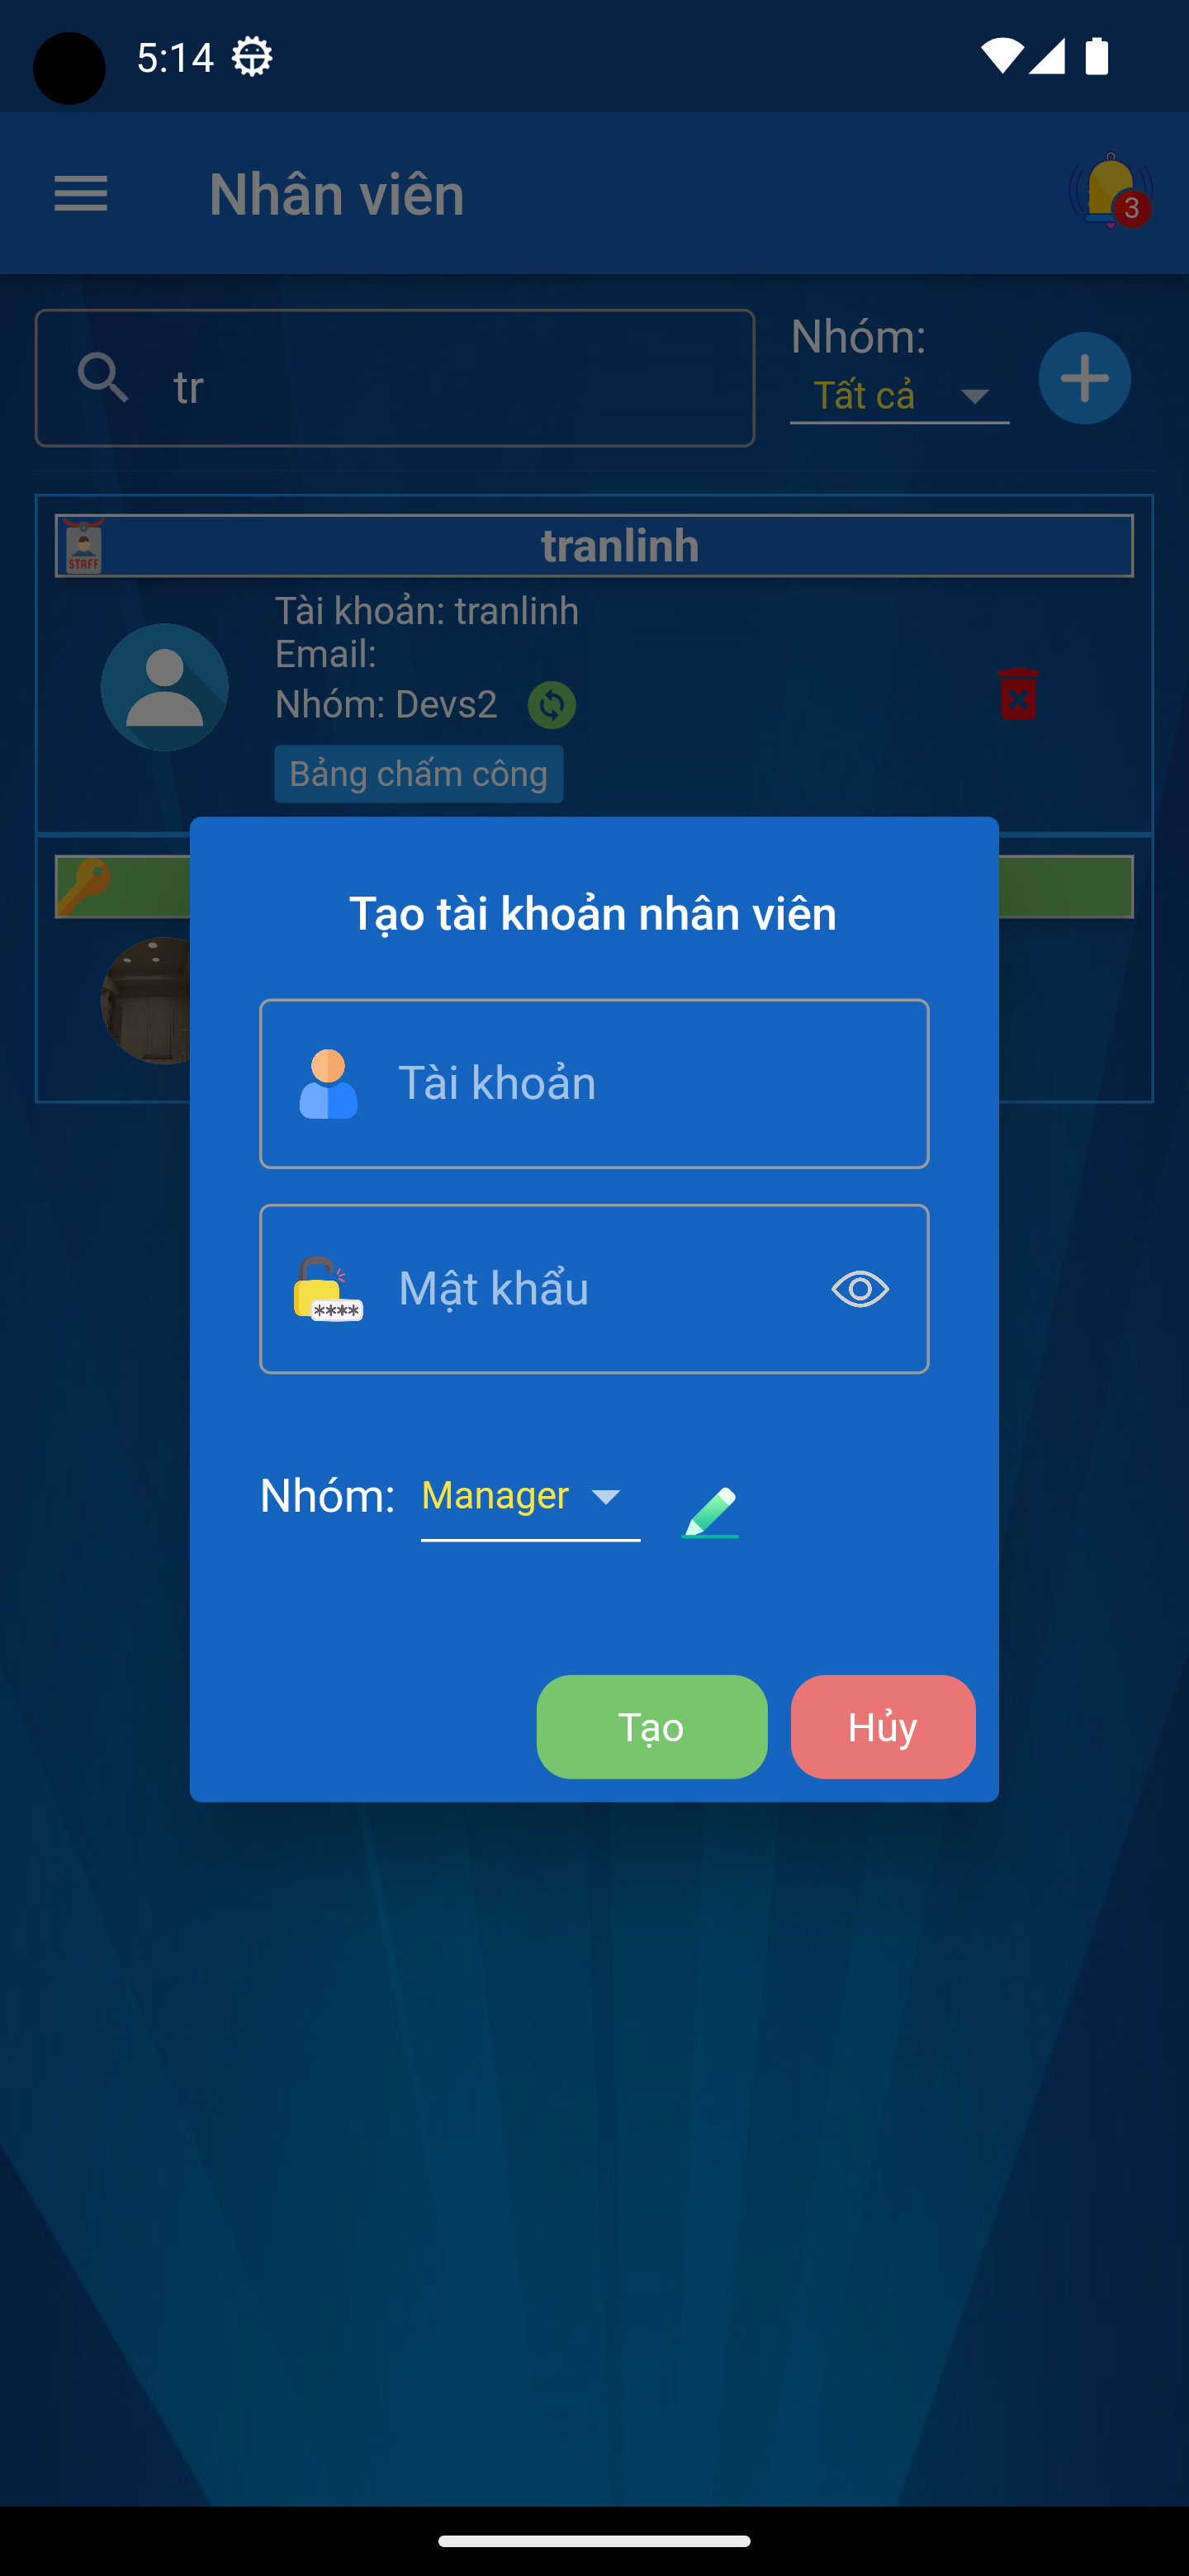 5:14
Nhân viên
3
tr
Nhóm:
Tất cả
STAFF
tranlinh
Tài khoản: tranlinh
Email:
Nhóm: Devs2
Bảng chấm công
Tạo tài khoản nhân viên
Tài khoản
****
Mật khẩu
Nhóm:
Manager
Tạo
Hủy